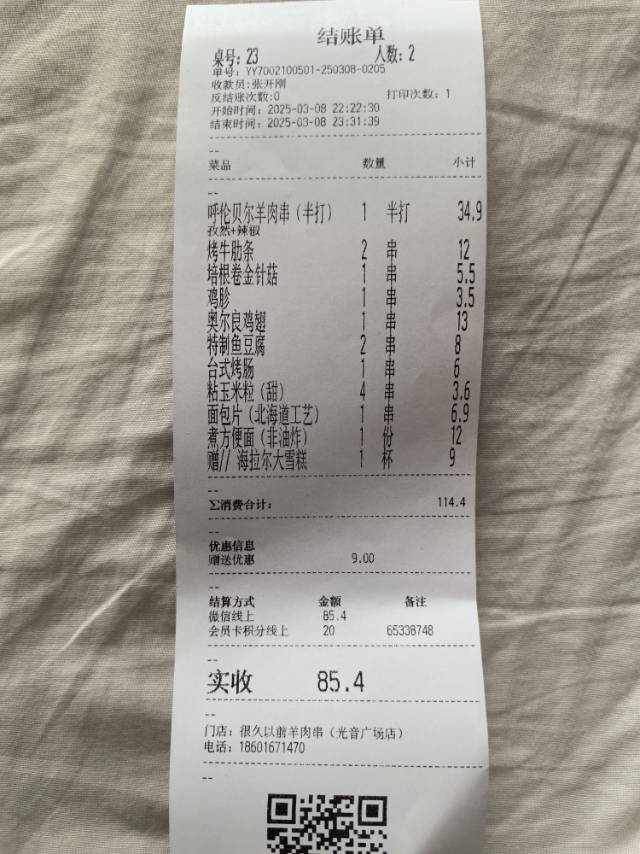 结账单
桌号: 23 人数: 2
单号: YY7002100501-250308-0205
收款员:张开刚
反结账次数:0 打印次数: 1
开始时间: 2025-03-08 22:22:30
结束时间: 2025-03-08 23:31:39
--
菜品 数量 小计
--
呼伦贝尔羊肉串(半打) 1 半打 34.9
孜然+辣椒
烤牛肋条 2 串 12
培根卷金针菇 1 串 5.5
鸡胗 1 串 3.5
奥尔良鸡翅 1 串 13
特制鱼豆腐 2 串 8
台式烤肠 1 串 6
粘玉米粒(甜) 4 串 3.6
面包片(北海道工艺) 1 串 6.9
煮方便面(非油炸) 1 份 12
赠// 海拉尔大雪糕 1 杯 9
--
Σ消费合计: 114.4
--
优惠信息
赠送优惠 9.00
--
结算方式 金额 备注
微信线上 85.4
会员卡积分线上 20 65338748
--
实收 85.4
--
门店: 很久以前羊肉串(光音广场店)
电话: 18601671470
--